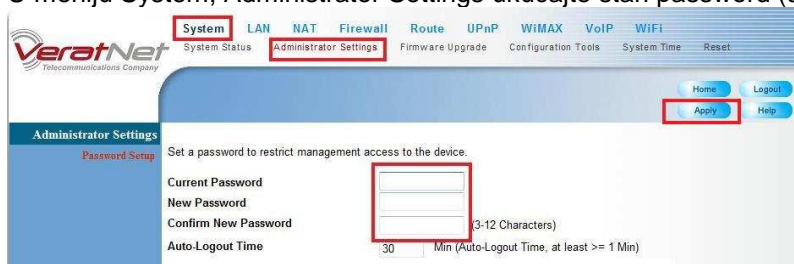 U meniju System, Administrator Settings ukucajte stari password (
System LAN NAT Firewall Route UPnP WiMAX VoIP WiFi
System Status Administrator Settings Firmware Upgrade Configuration Tools System Time Reset
VeratNet
Telecommunications Company
Home Logout
Apply Help
Administrator Settings
Password Setup
Set a password to restrict management access to the device.
Current Password
New Password
Confirm New Password (3-12 Characters)
Auto-Logout Time 30 Min (Auto-Logout Time, at least >= 1 Min)